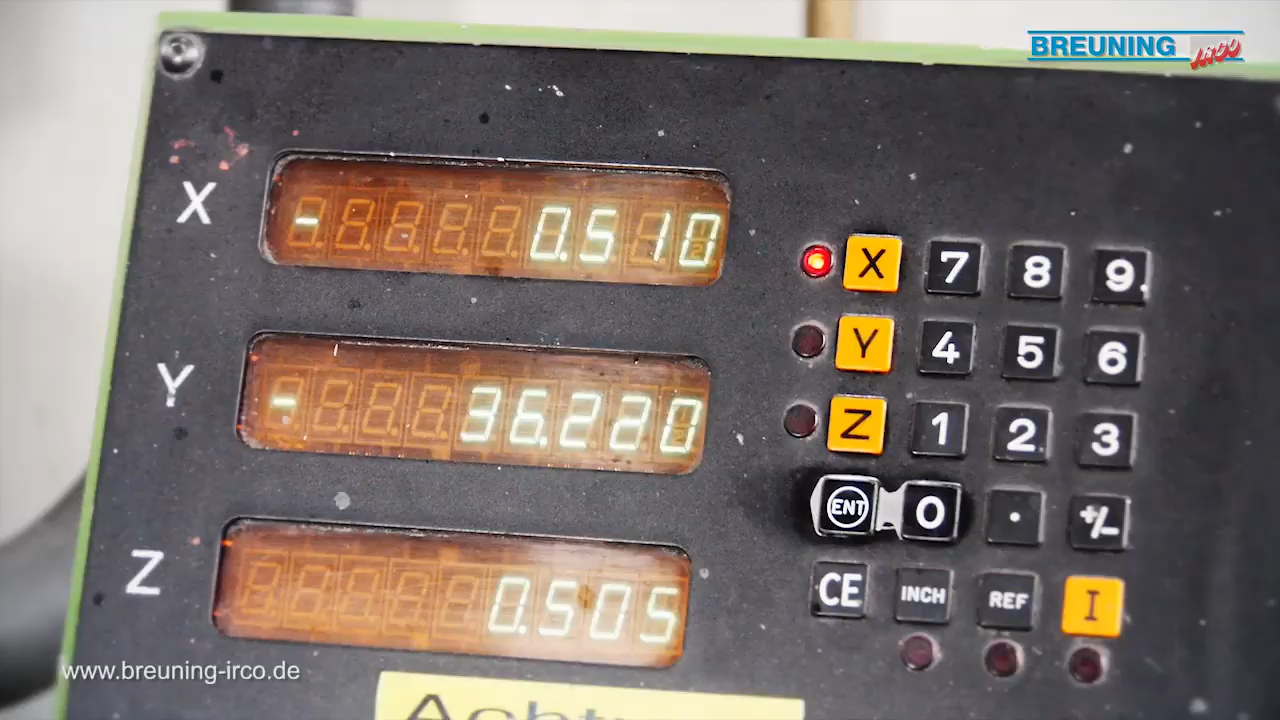 BREUNING IRCO
X
- 0.510
X 7 8 9
Y
- 36.220
Y 4 5 6
Z 1 2 3
Z
0.505
ENT 0 . +/-
CE INCH REF I
www.breuning-irco.de